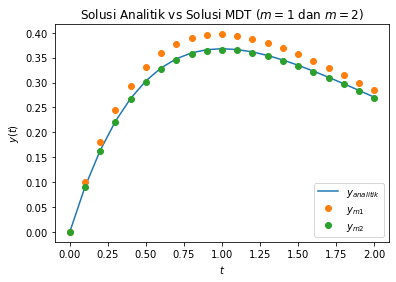 Solusi Analitik vs Solusi MDT (m = 1 dan m = 2)
0.40
0.35
0.30
0.25
0.20
0.15
0.10
0.05
0.00
y(t)
y_analitik
y_m1
y_m2
0.00 0.25 0.50 0.75 1.00 1.25 1.50 1.75 2.00
t